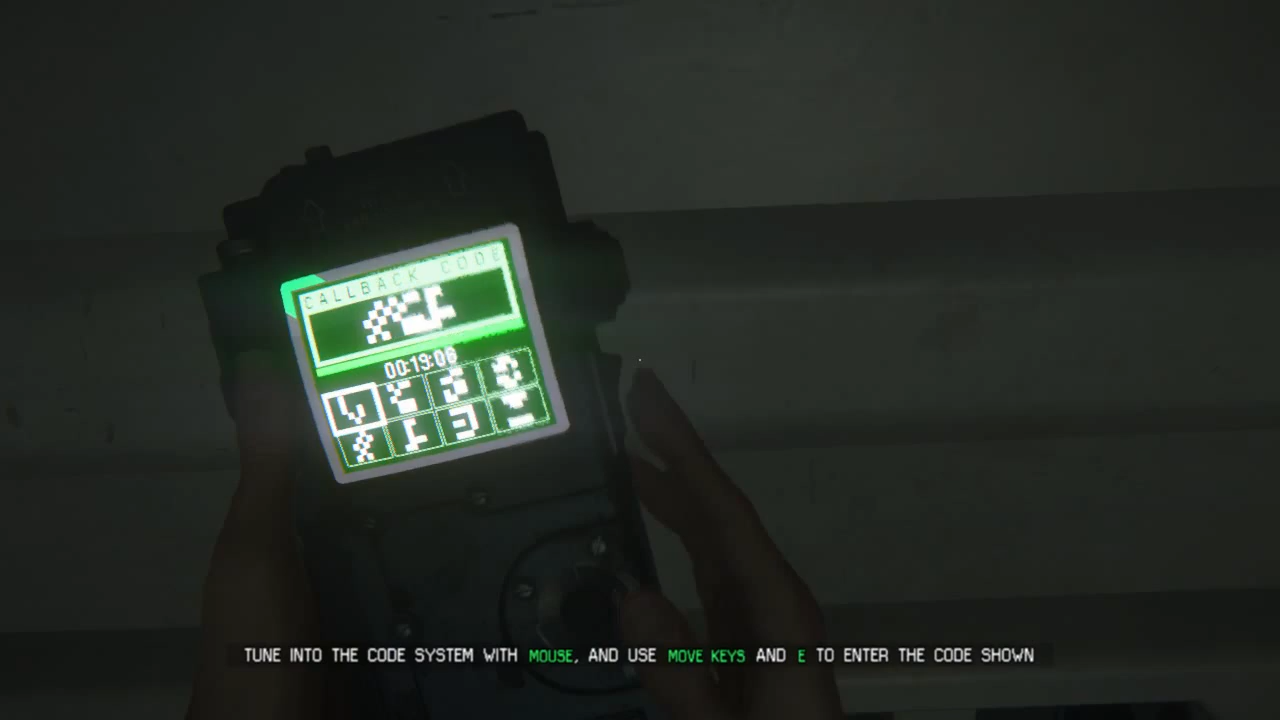 CALLBACK CODE
00:19:06
TUNE INTO THE CODE SYSTEM WITH MOUSE, AND USE MOVE KEYS AND E TO ENTER THE CODE SHOWN